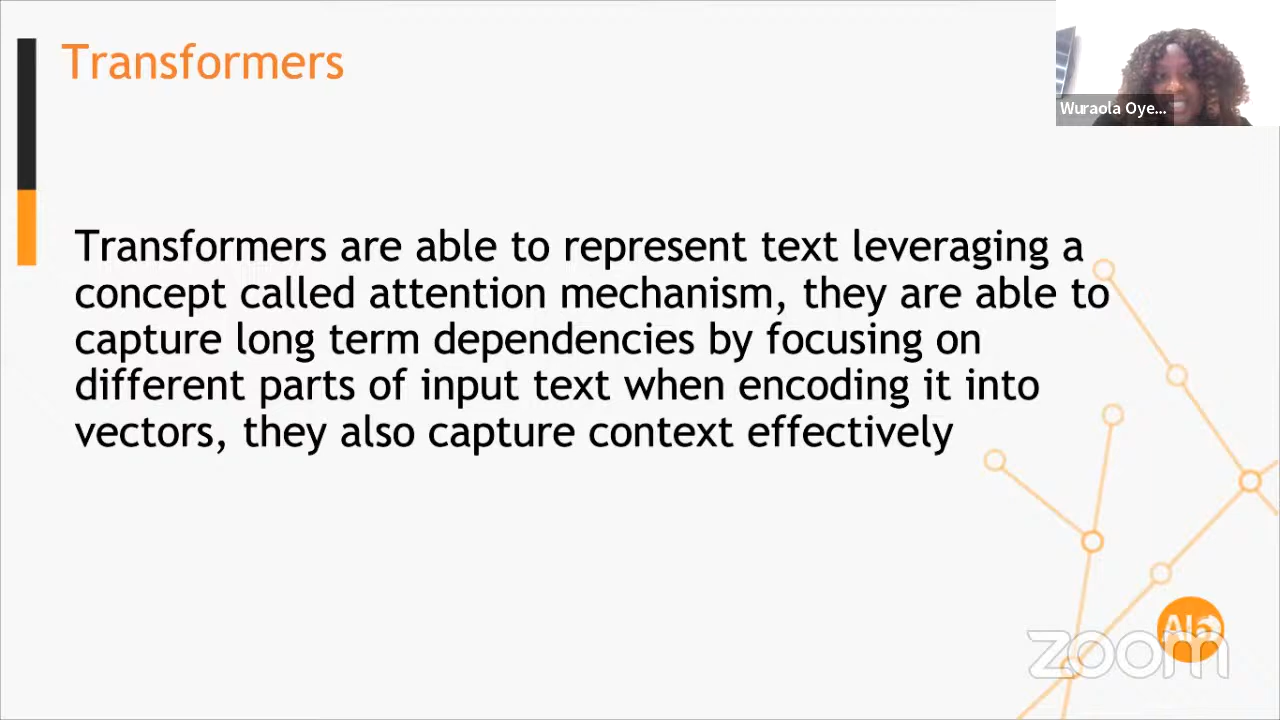 Transformers
Wuraola Oye...
Transformers are able to represent text leveraging a
concept called attention mechanism, they are able to
capture long term dependencies by focusing on
different parts of input text when encoding it into
vectors, they also capture context effectively
zoom